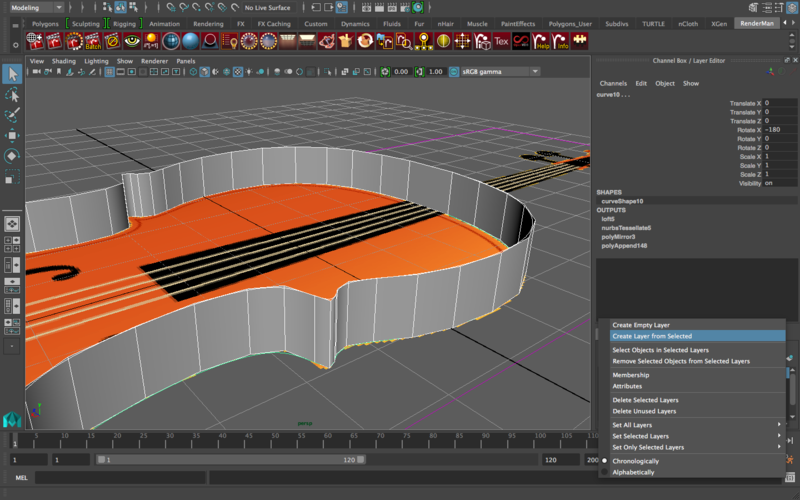 Modeling
No Live Surface
Polygons Sculpting Rigging Animation Rendering FX FX Caching Custom Dynamics Fluids Fur nHair Muscle PaintEffects Polygons_User Subdivs TURTLE nCloth XGen RenderMan
Batch Tex Help Info
View Shading Lighting Show Renderer Panels
0.00 1.00 sRGB gamma
Channel Box / Layer Editor
Channels Edit Object Show
curve10 . . .
Translate X 0
Translate Y 0
Translate Z 0
Rotate X -180
Rotate Y 0
Rotate Z 0
Scale X 1
Scale Y 1
Scale Z 1
Visibility on
SHAPES
curveShape10
OUTPUTS
loft5
nurbsTessellate5
polyMirror3
polyAppend148
Create Empty Layer
Create Layer from Selected
Select Objects in Selected Layers
Remove Selected Objects from Selected Layers
Membership
Attributes
Delete Selected Layers
Delete Unused Layers
Set All Layers
Set Selected Layers
Set Only Selected Layers
Chronologically
Alphabetically
persp
1 5 10 15 20 25 30 35 40 45 50 55 60 65 70 75 80 85 90 95 100 105 110
1 1 1 120 120 200
MEL